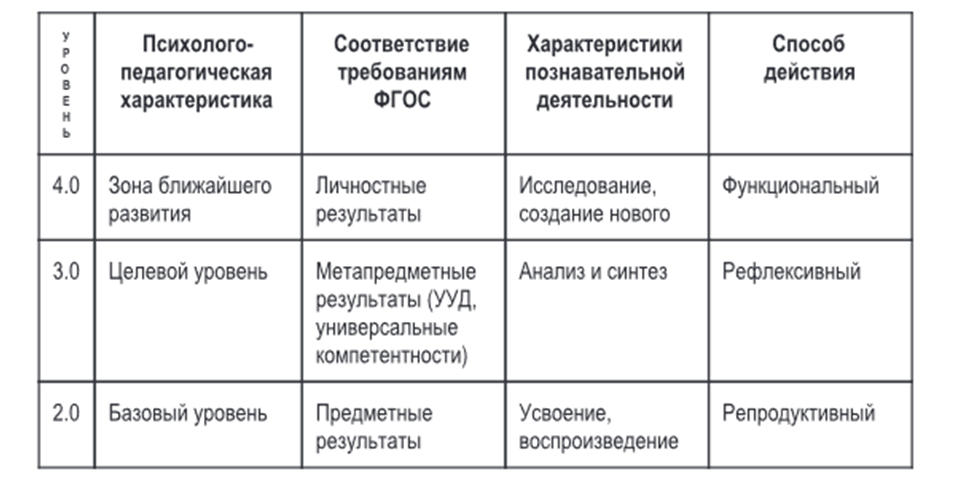 УРОВЕНЬ
Психолого-
педагогическая
характеристика
Соответствие
требованиям
ФГОС
Характеристики
познавательной
деятельности
Способ
действия
4.0
Зона ближайшего
развития
Личностные
результаты
Исследование,
создание нового
Функциональный
3.0
Целевой уровень
Метапредметные
результаты (УУД,
универсальные
компетентности)
Анализ и синтез
Рефлексивный
2.0
Базовый уровень
Предметные
результаты
Усвоение,
воспроизведение
Репродуктивный